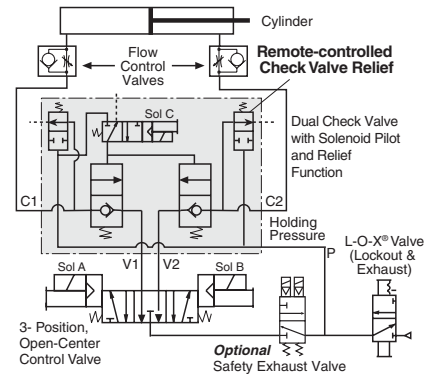 Cylinder
Flow
Control
Valves
Remote-controlled
Check Valve Relief
Sol C
Dual Check Valve
with Solenoid Pilot
and Relief
Function
C1
C2
Holding
Pressure
V1
V2
P
L-O-X® Valve
(Lockout &
Exhaust)
Sol A
Sol B
3- Position,
Open-Center
Control Valve
Optional
Safety Exhaust Valve